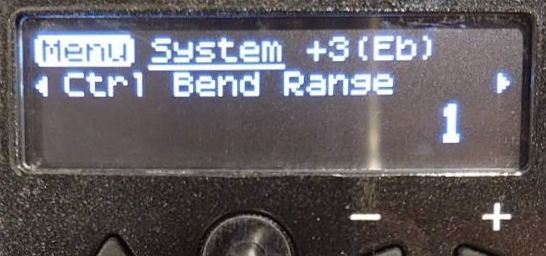 Menu System +3(Eb)
Ctrl Bend Range
1
- +